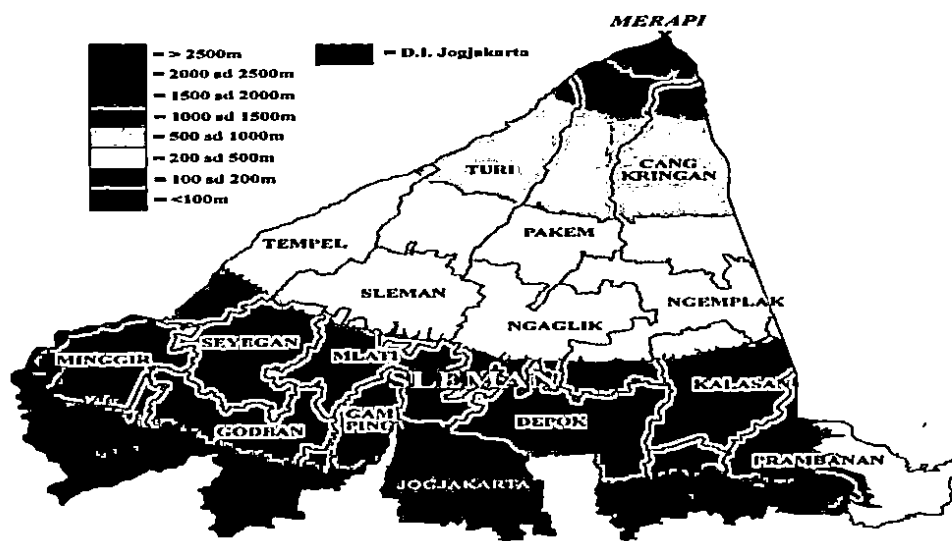 MERAPI
= > 2500m
= 2000 sd 2500m
= 1500 sd 2000m
= 1000 sd 1500m
= 500 sd 1000m
= 200 sd 500m
= 100 sd 200m
= <100m
= D.I. Jogjakarta
TURI
CANG
KRINGAN
TEMPEL
PAKEM
SLEMAN
NGEMPLAK
NGAGLIK
SEYEGAN
MINGGIR
MLATI
SLEMAN
KALASAN
GAM
PING
GODHAN
DEPOK
PRAMBANAN
JOGJAKARTA